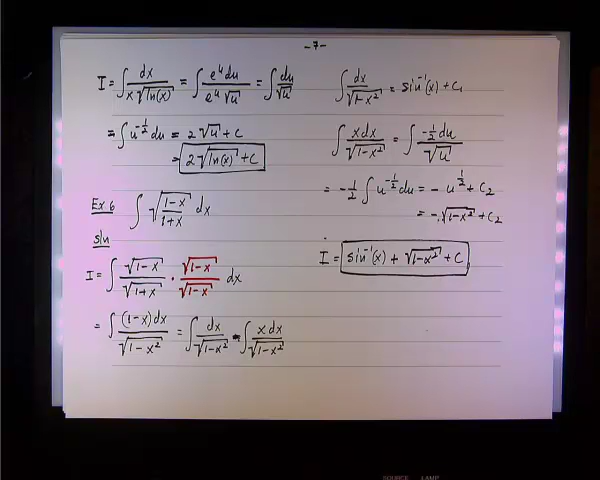 -7-
I = ∫ dx / x√ln(x) = ∫ e^u du / e^u √u = ∫ du / √u
= ∫ u^(-1/2) du = 2√u + C
= 2√ln(x) + C
Ex.6 ∫ √((1-x)/(1+x)) dx
Sln
I = ∫ √(1-x) / √(1+x) · √(1-x) / √(1-x) dx
= ∫ (1-x)dx / √(1-x²) = ∫ dx / √(1-x²) - ∫ x dx / √(1-x²)
∫ dx / √(1-x²) = sin⁻¹(x) + C₁
∫ x dx / √(1-x²) = ∫ -½ du / √u
= -½ ∫ u^(-½) du = - u^(½) + C₂
= -√(1-x²) + C₂
I = sin⁻¹(x) + √(1-x²) + C
SOURCE LAMP